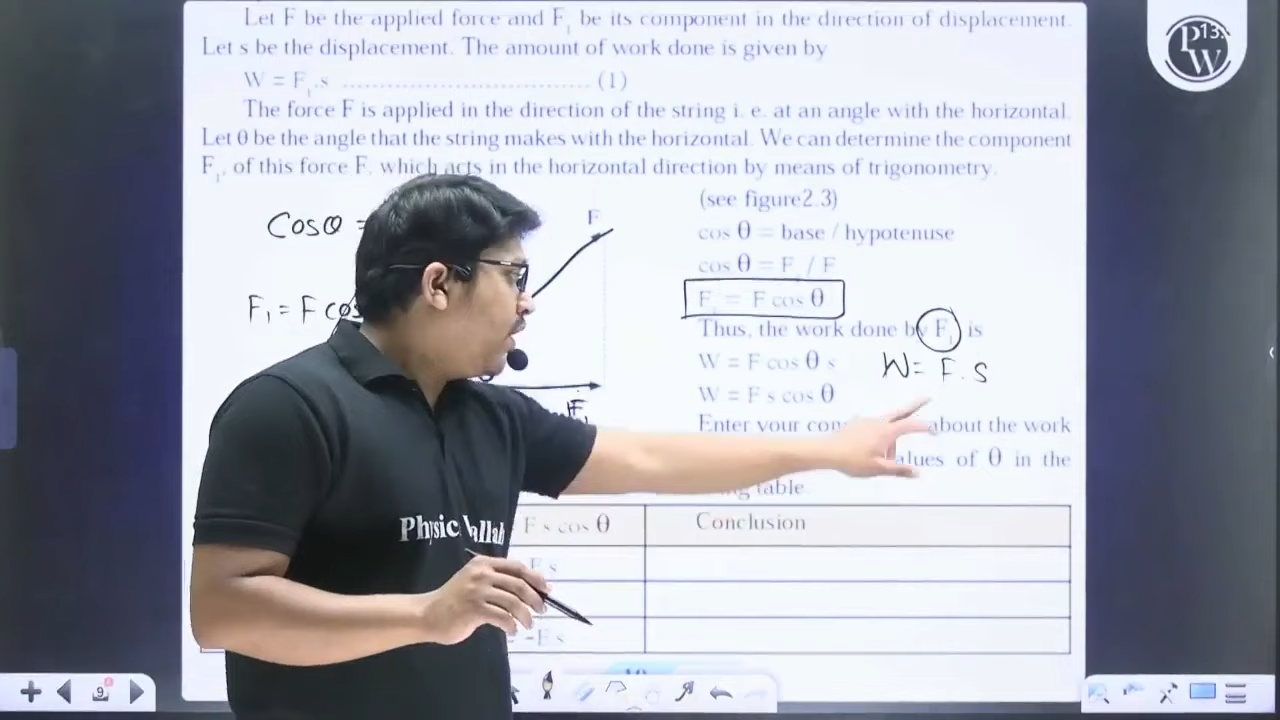 Let F be the applied force and F₁ be its component in the direction of displacement.
Let s be the displacement. The amount of work done is given by
W = F₁.s .................................. (1)
The force F is applied in the direction of the string i. e. at an angle with the horizontal.
Let θ be the angle that the string makes with the horizontal. We can determine the component
F₁, of this force F, which acts in the horizontal direction by means of trigonometry.
(see figure2.3)
cos θ = base / hypotenuse
cos θ = F₁ / F
F₁ = F cos θ
Thus, the work done by F₁ is
W = F cos θ s
W = F s cos θ
Enter your about the work
of θ in the
table
Cosθ =
F₁ = F cos
F
F₁
W = F.S
F s cos θ Conclusion
F s
-F s
PW
13.
9